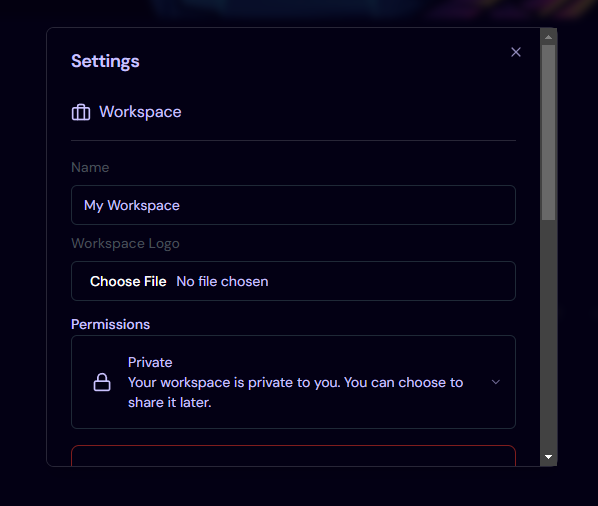 Settings
Workspace
Name
My Workspace
Workspace Logo
Choose File No file chosen
Permissions
Private
Your workspace is private to you. You can choose to
share it later.